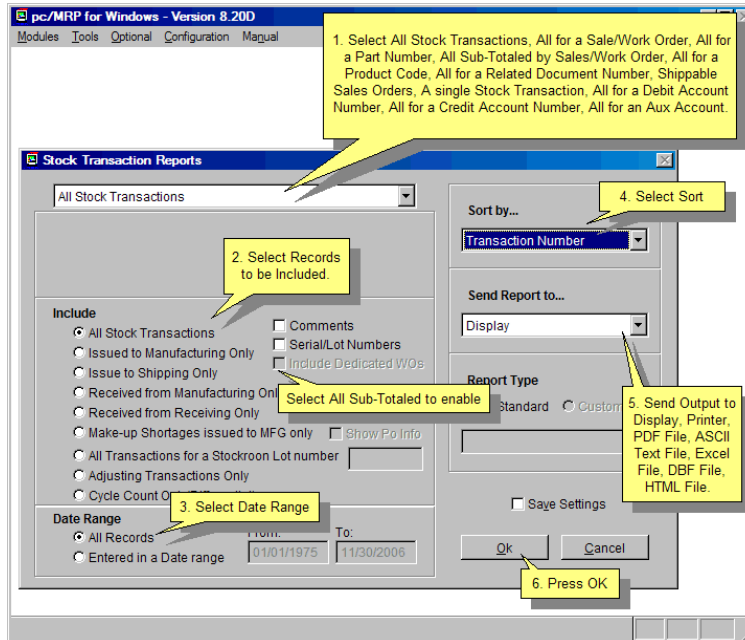 pc/MRP for Windows - Version 8.20D
Modules Tools Optional Configuration Manual
1. Select All Stock Transactions, All for a Sale/Work Order, All for
a Part Number, All Sub-Totaled by Sales/Work Order, All for a
Product Code, All for a Related Document Number, Shippable
Sales Orders, A single Stock Transaction, All for a Debit Account
Number, All for a Credit Account Number, All for an Aux Account.
Stock Transaction Reports
All Stock Transactions
4. Select Sort
Sort by...
Transaction Number
2. Select Records
to be Included.
Send Report to...
Display
Include
All Stock Transactions
Comments
Issued to Manufacturing Only
Serial/Lot Numbers
Issue to Shipping Only
Include Dedicated WOs
Received from Manufacturing Only
Select All Sub-Totaled to enable
Received from Receiving Only
Make-up Shortages issued to MFG only
Show Po Info
All Transactions for a Stockroon Lot number
Adjusting Transactions Only
Cycle Count
Report Type
Standard
Custom
5. Send Output to
Display, Printer,
PDF File, ASCII
Text File, Excel
File, DBF File,
HTML File.
3. Select Date Range
Date Range
All Records
From:
To:
Entered in a Date range
01/01/1975
11/30/2006
Save Settings
Ok
Cancel
6. Press OK